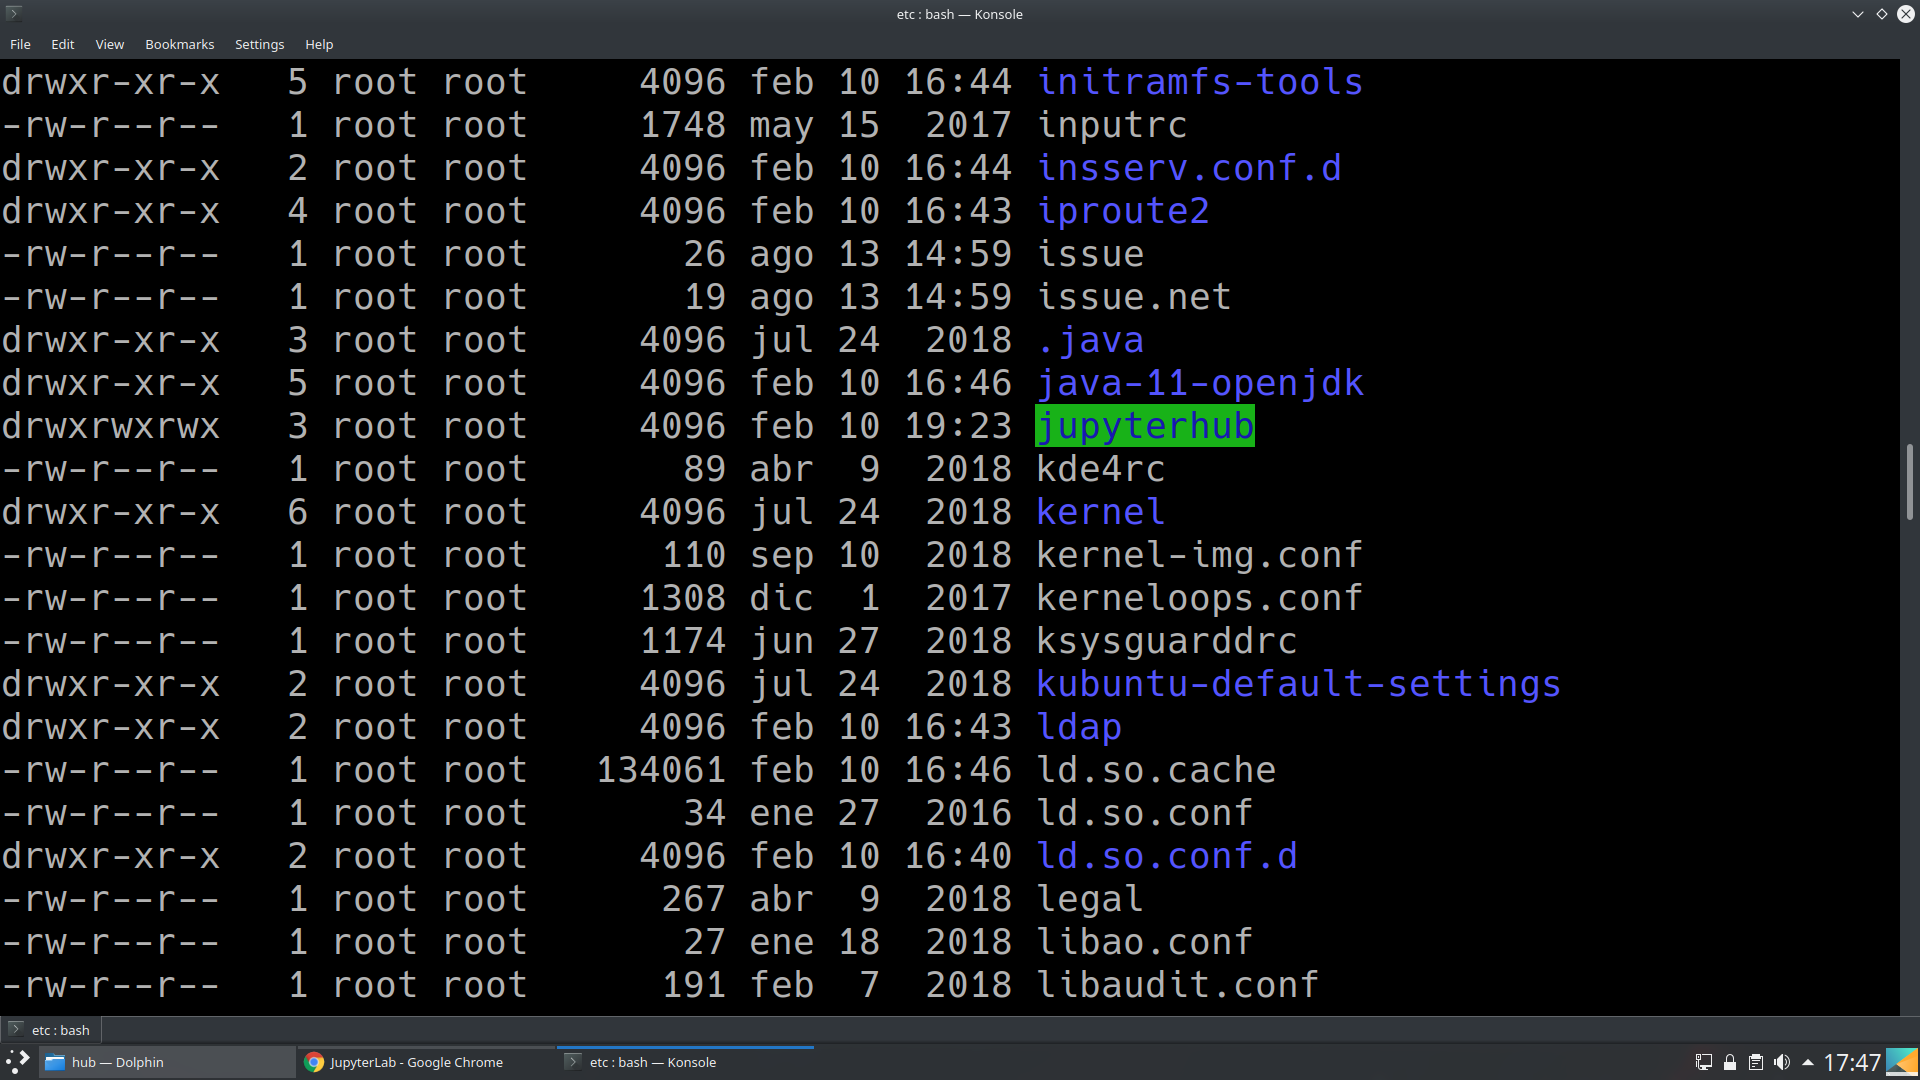 etc : bash — Konsole
File Edit View Bookmarks Settings Help
drwxr-xr-x 5 root root 4096 feb 10 16:44 initramfs-tools
-rw-r--r-- 1 root root 1748 may 15 2017 inputrc
drwxr-xr-x 2 root root 4096 feb 10 16:44 insserv.conf.d
drwxr-xr-x 4 root root 4096 feb 10 16:43 iproute2
-rw-r--r-- 1 root root 26 ago 13 14:59 issue
-rw-r--r-- 1 root root 19 ago 13 14:59 issue.net
drwxr-xr-x 3 root root 4096 jul 24 2018 .java
drwxr-xr-x 5 root root 4096 feb 10 16:46 java-11-openjdk
drwxrwxrwx 3 root root 4096 feb 10 19:23 jupyterhub
-rw-r--r-- 1 root root 89 abr 9 2018 kde4rc
drwxr-xr-x 6 root root 4096 jul 24 2018 kernel
-rw-r--r-- 1 root root 110 sep 10 2018 kernel-img.conf
-rw-r--r-- 1 root root 1308 dic 1 2017 kerneloops.conf
-rw-r--r-- 1 root root 1174 jun 27 2018 ksysguarddrc
drwxr-xr-x 2 root root 4096 jul 24 2018 kubuntu-default-settings
drwxr-xr-x 2 root root 4096 feb 10 16:43 ldap
-rw-r--r-- 1 root root 134061 feb 10 16:46 ld.so.cache
-rw-r--r-- 1 root root 34 ene 27 2016 ld.so.conf
drwxr-xr-x 2 root root 4096 feb 10 16:40 ld.so.conf.d
-rw-r--r-- 1 root root 267 abr 9 2018 legal
-rw-r--r-- 1 root root 27 ene 18 2018 libao.conf
-rw-r--r-- 1 root root 191 feb 7 2018 libaudit.conf
etc : bash
hub — Dolphin JupyterLab - Google Chrome etc : bash — Konsole 17:47